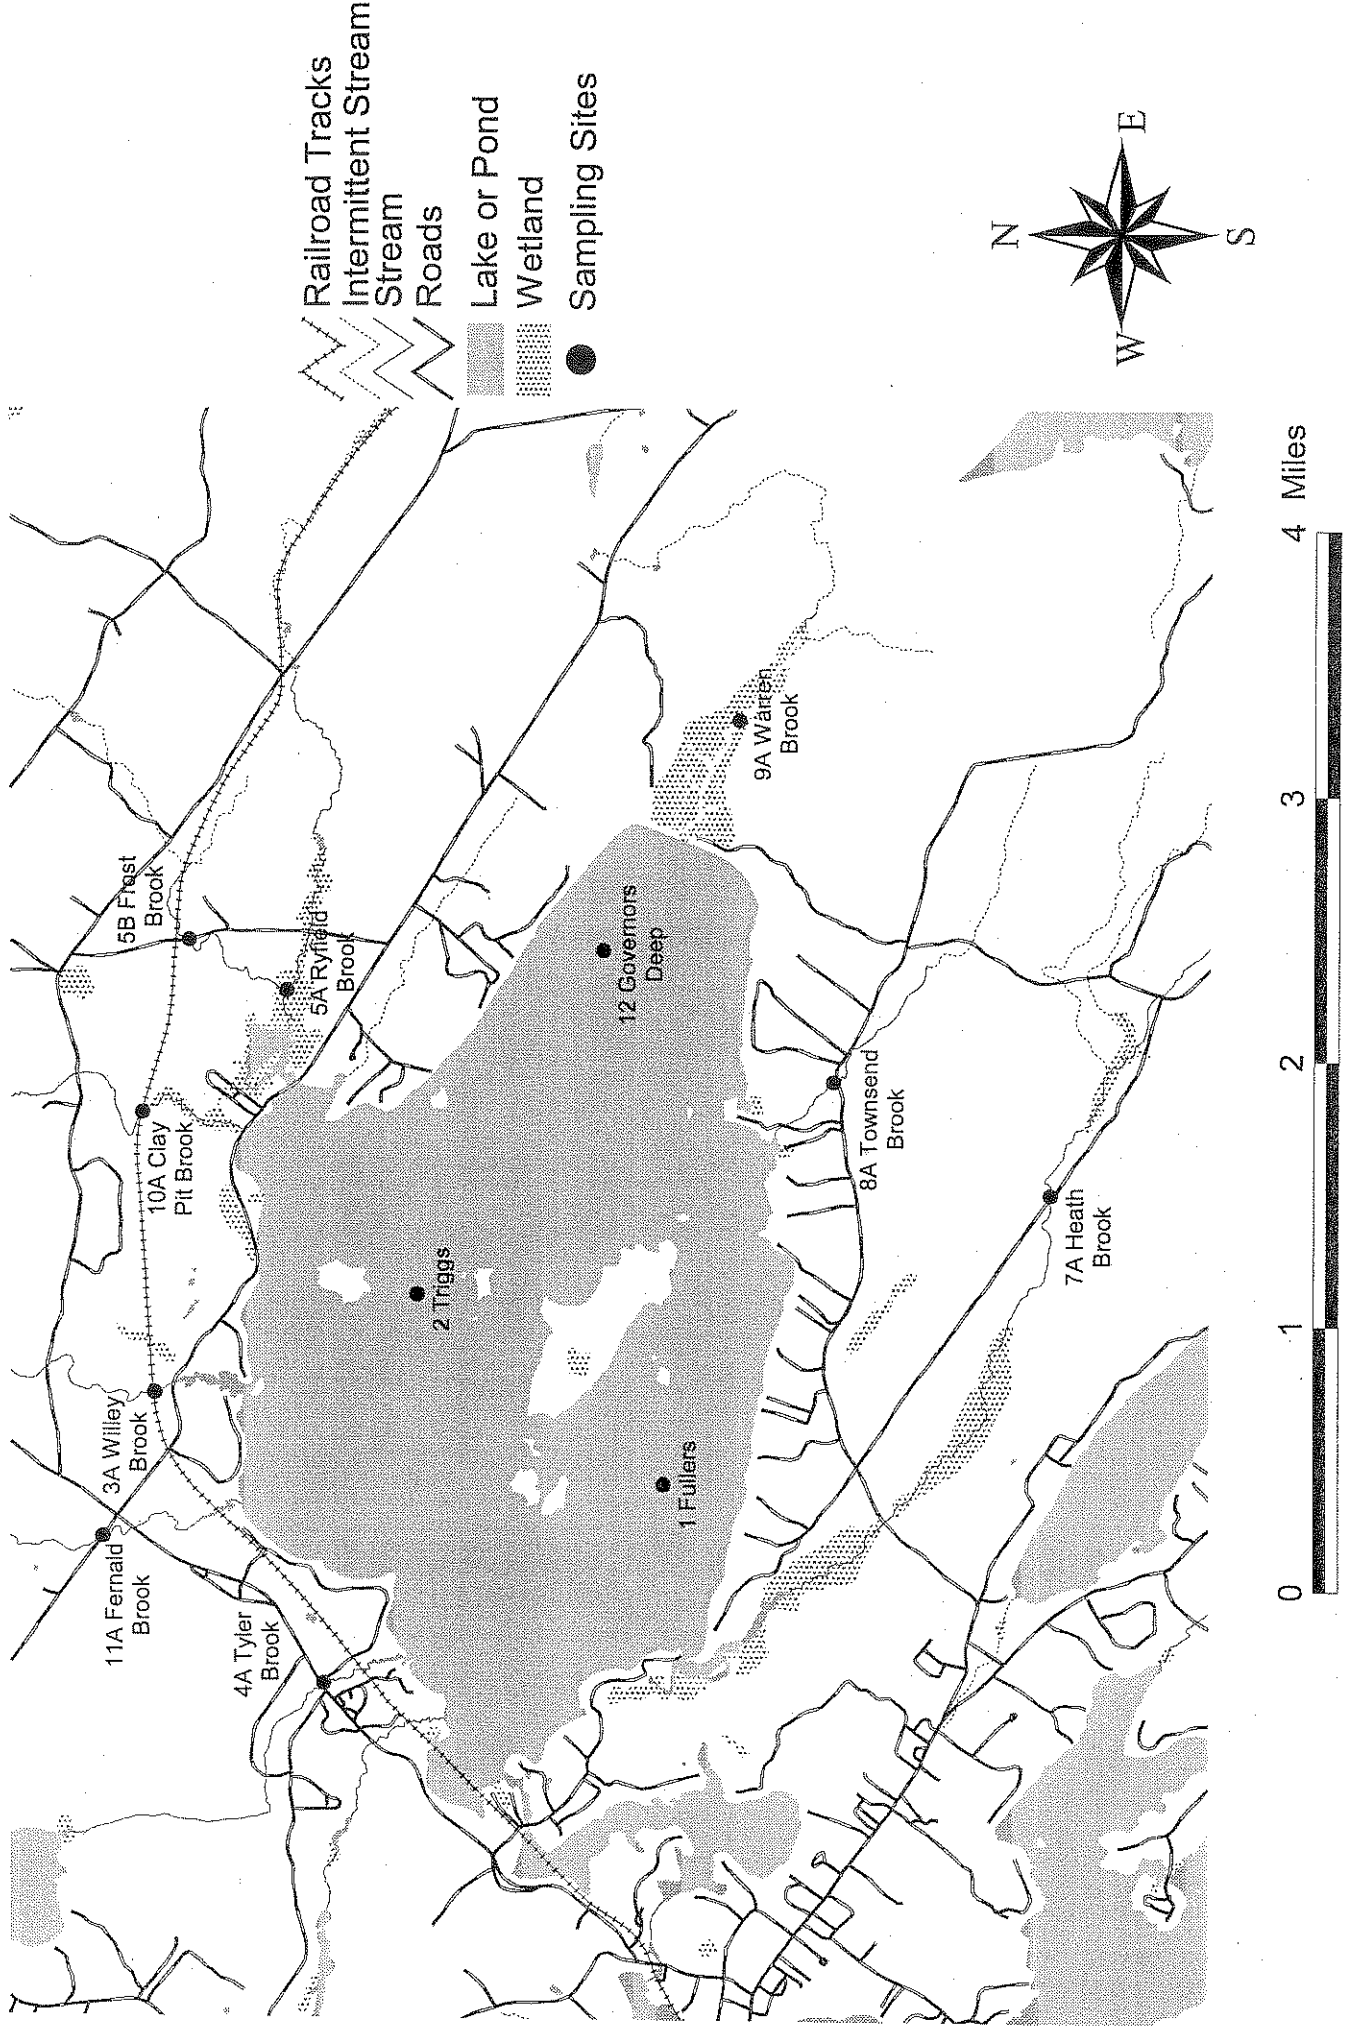 Railroad Tracks
Intermittent Stream
Stream
Roads
Lake or Pond
Wetland
Sampling Sites
N
W
E
S
11A Fernald
Brook
3A Willey
Brook
10A Clay
Pit Brook
5B Frost
Brook
4A Tyler
Brook
5A Ryfield
Brook
2 Triggs
12 Governors
Deep
1 Fullers
9A Warren
Brook
8A Townsend
Brook
7A Heath
Brook
0
1
2
3
4 Miles